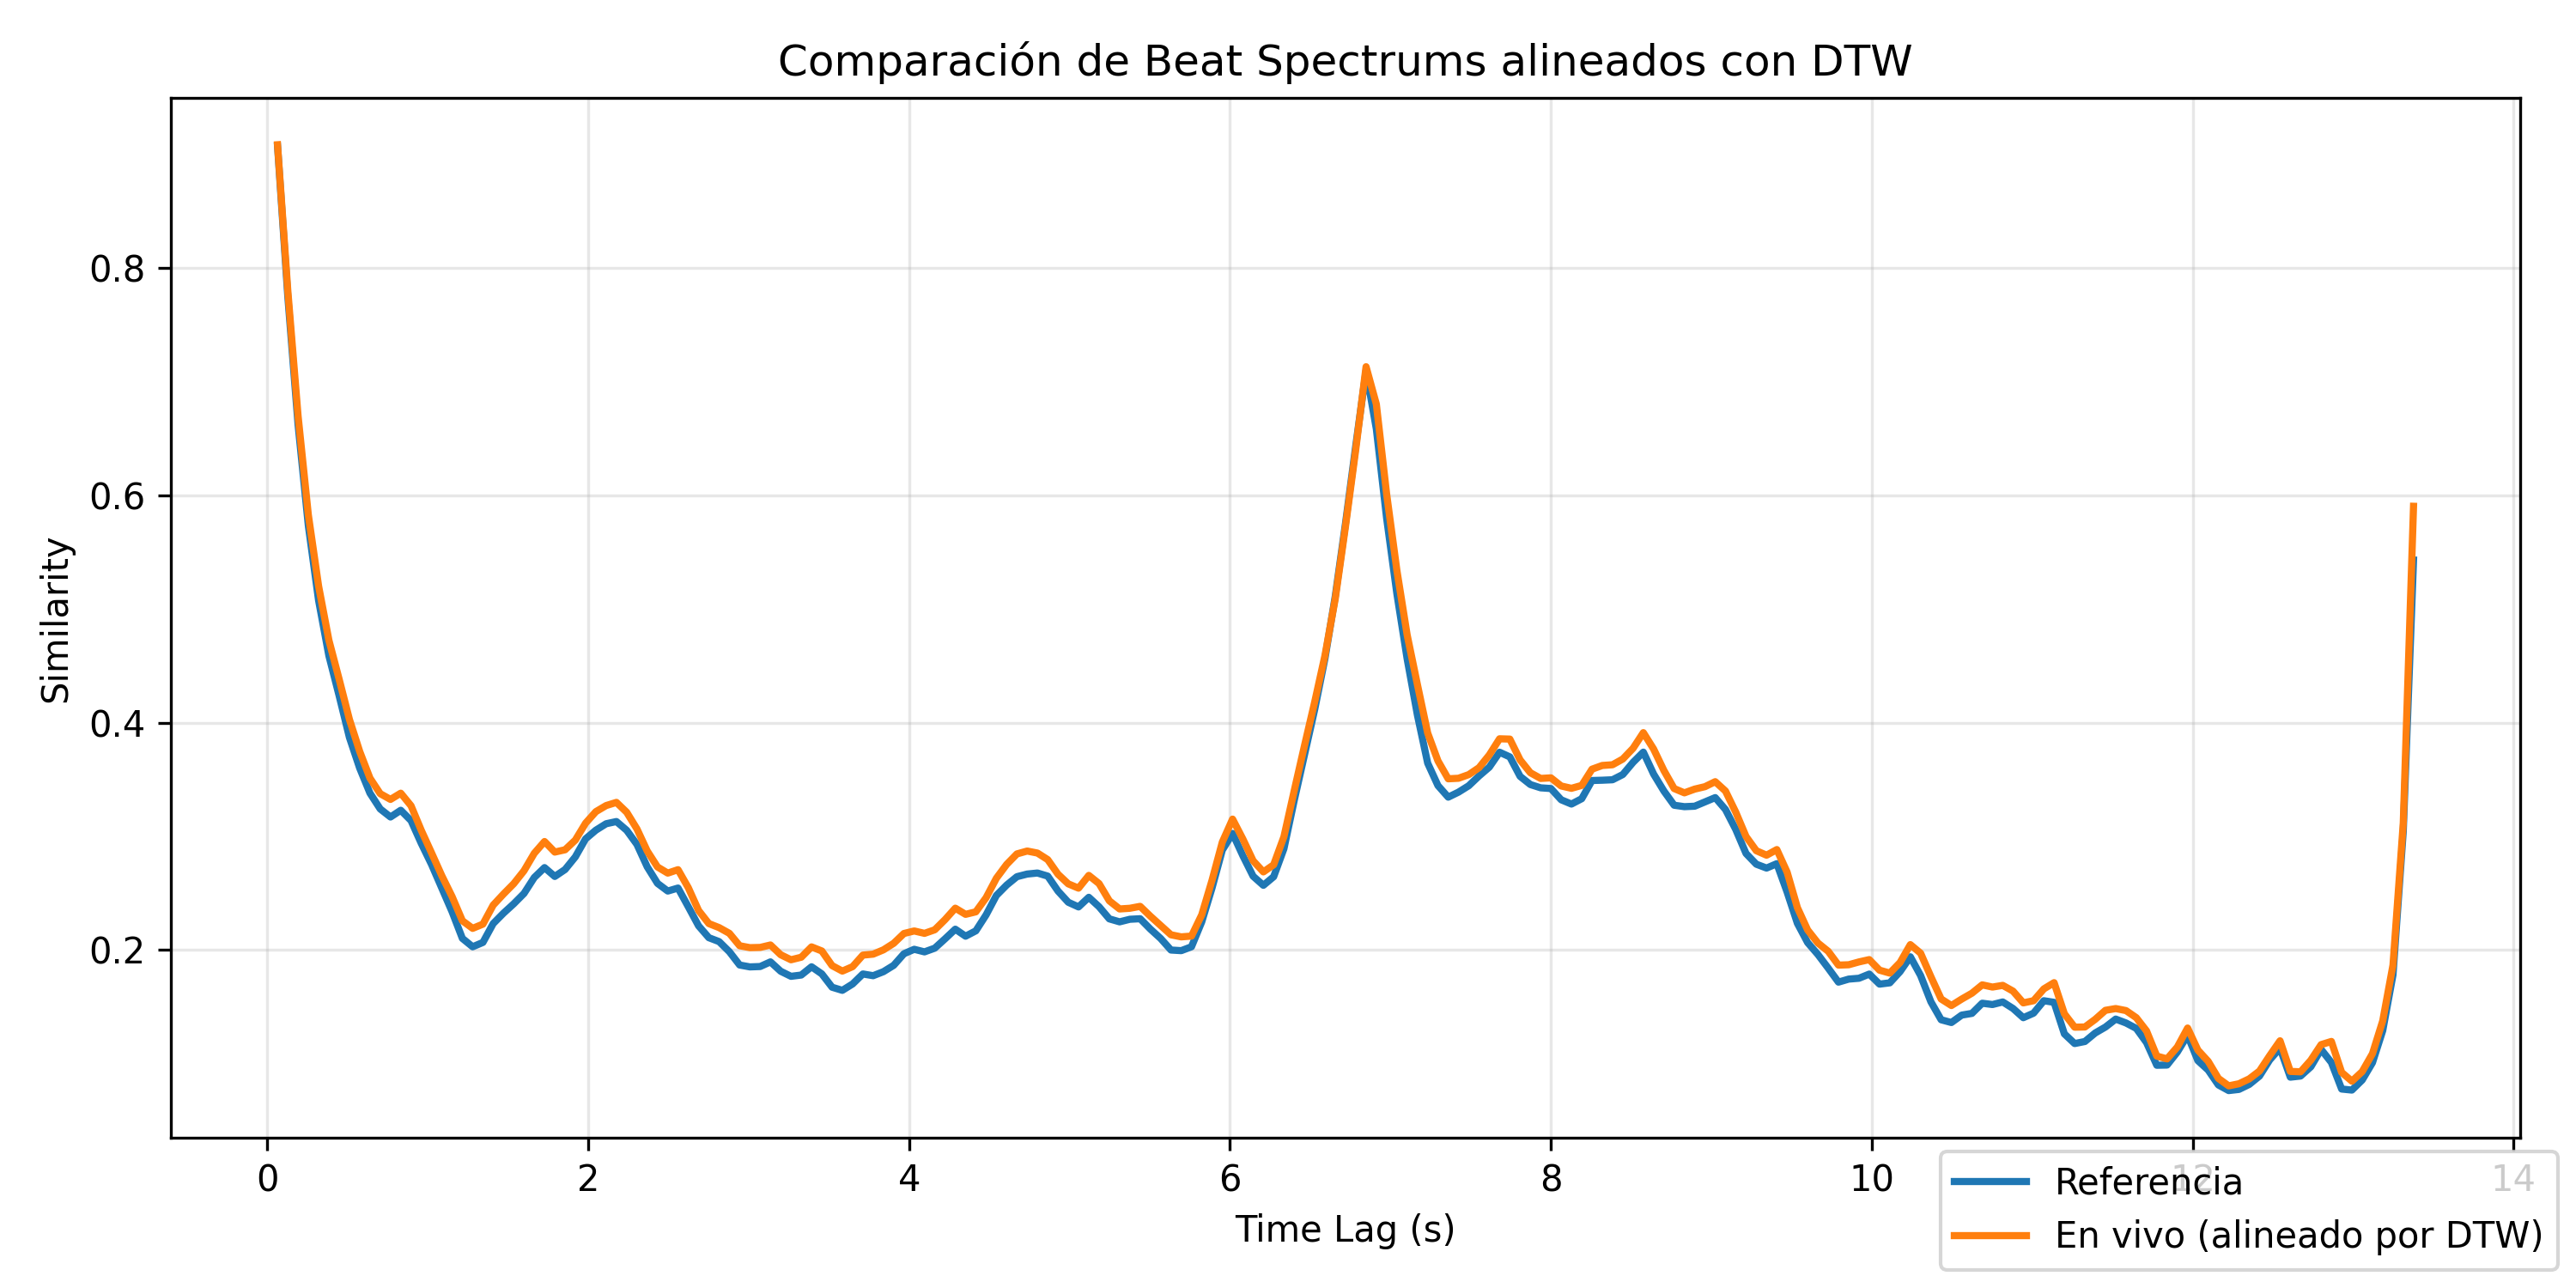 Comparación de Beat Spectrums alineados con DTW
Similarity
0.8
0.6
0.4
0.2
0 2 4 6 8 10 12 14
Time Lag (s)
Referencia
En vivo (alineado por DTW)